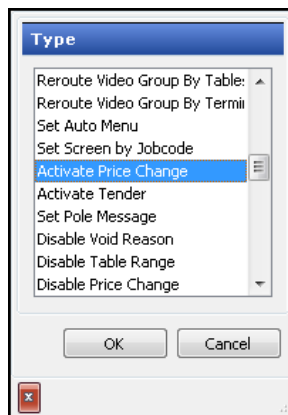 Type
Reroute Video Group By Table:
Reroute Video Group By Termi
Set Auto Menu
Set Screen by Jobcode
Activate Price Change
Activate Tender
Set Pole Message
Disable Void Reason
Disable Table Range
Disable Price Change
OK
Cancel
x